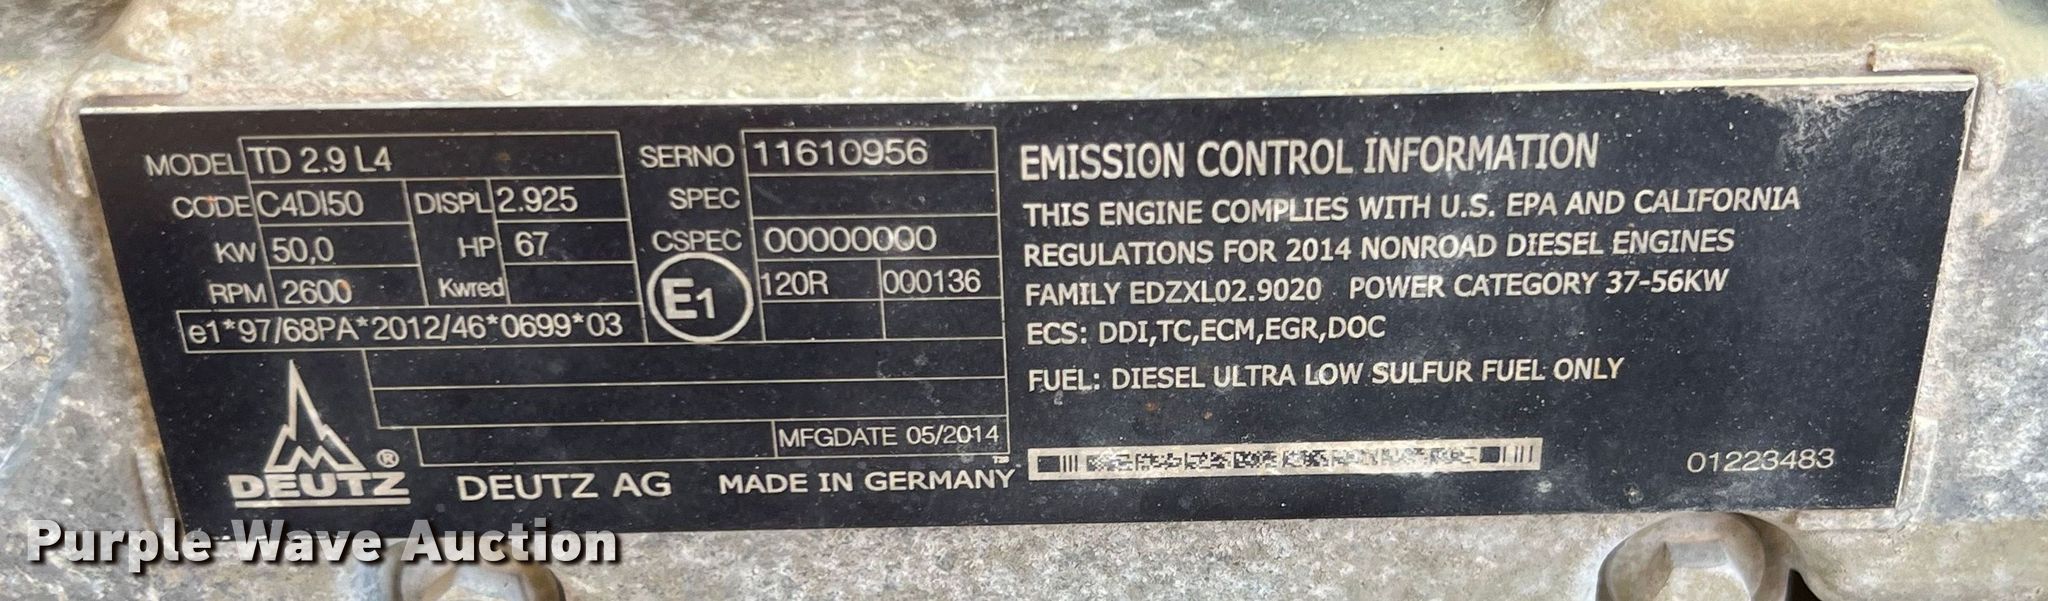 MODEL TD 2.9 L4
CODE C4DI50 DISPL 2.925
KW 50,0 HP 67
RPM 2600 Kwred
e1*97/68PA*2012/46*0699*03
SERNO 11610956
SPEC
CSPEC 00000000
E1 120R 000136
MFGDATE 05/2014
DEUTZ ®
DEUTZ AG MADE IN GERMANY
EMISSION CONTROL INFORMATION
THIS ENGINE COMPLIES WITH U.S. EPA AND CALIFORNIA
REGULATIONS FOR 2014 NONROAD DIESEL ENGINES
FAMILY EDZXL02.9020 POWER CATEGORY 37-56KW
ECS: DDI,TC,ECM,EGR,DOC
FUEL: DIESEL ULTRA LOW SULFUR FUEL ONLY
01223483
Purple Wave Auction